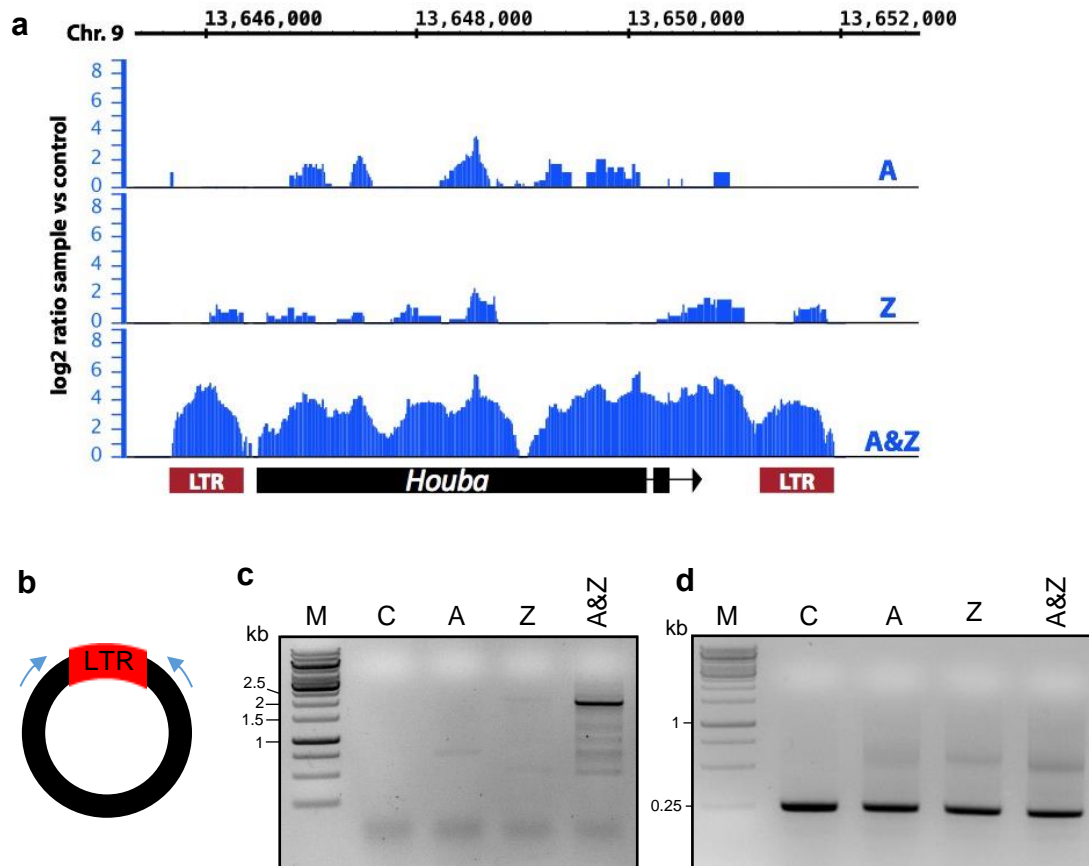 a
Chr. 9
13,646,000 13,648,000 13,650,000 13,652,000
log2 ratio sample vs control
8
6
4
2
0
A
8
6
4
2
0
Z
8
6
4
2
0
A&Z
LTR Houba LTR
b
LTR
c
kb
M C A Z A&Z
2.5
2
1.5
1
d
kb
M C A Z A&Z
1
0.25